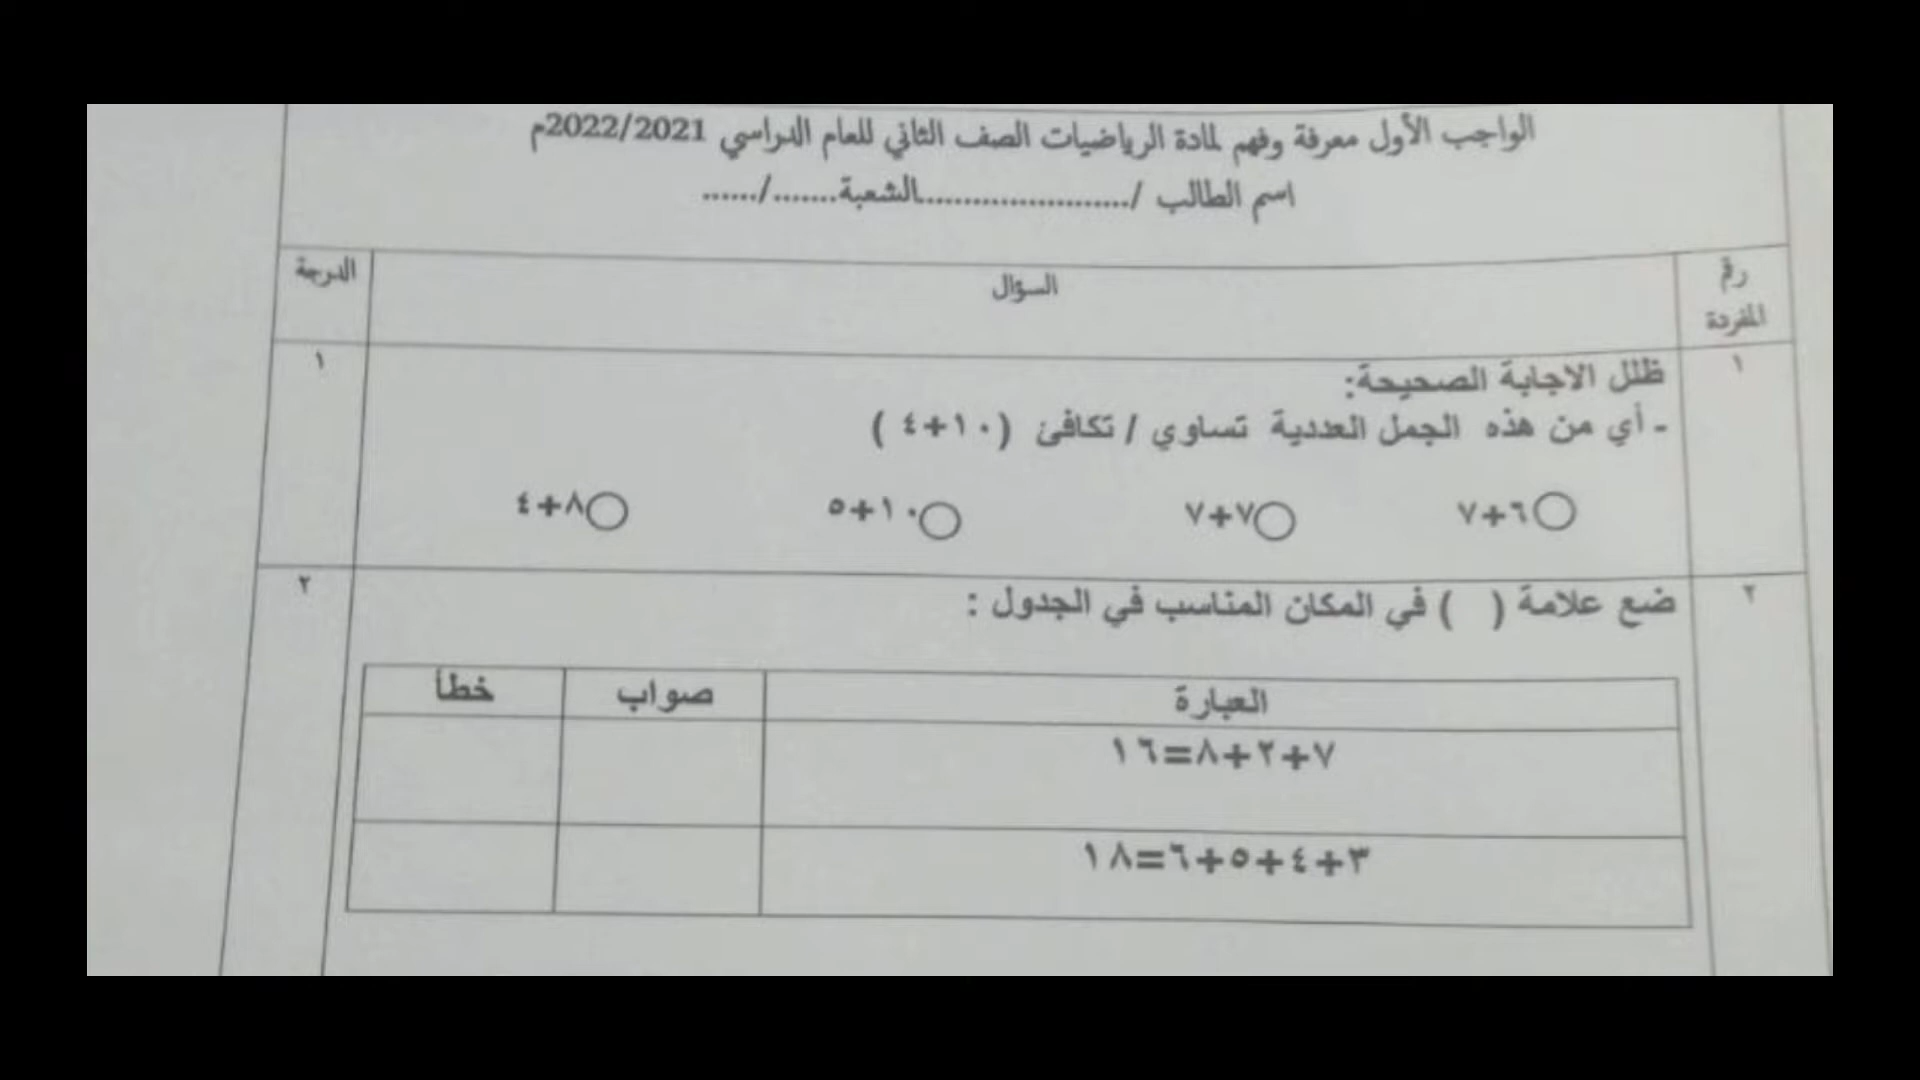 الواجب الأول معرفة وفهم لمادة الرياضيات الصف الثاني للعام الدراسي 2022/2021م
اسم الطالب /.......................الشعبة......./......
رقم المفردة
السؤال
الدرجة
١
ظلل الاجابة الصحيحة:
١
- أي من هذه الجمل العددية تساوي / تكافئ (١٠+٤ )
٦+٧
٧+٧
١٠+٥
٨+٤
٢
ضع علامة ( ) في المكان المناسب في الجدول :
٢
العبارة
صواب
خطأ
٧+٢+٨=١٦
٣+٤+٥+٦=١٨